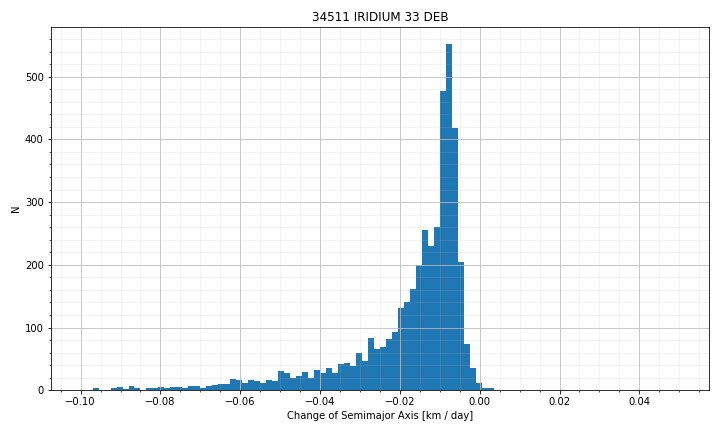 34511 IRIDIUM 33 DEB
N
500
400
300
200
100
0
−0.10 −0.08 −0.06 −0.04 −0.02 0.00 0.02 0.04
Change of Semimajor Axis [km / day]